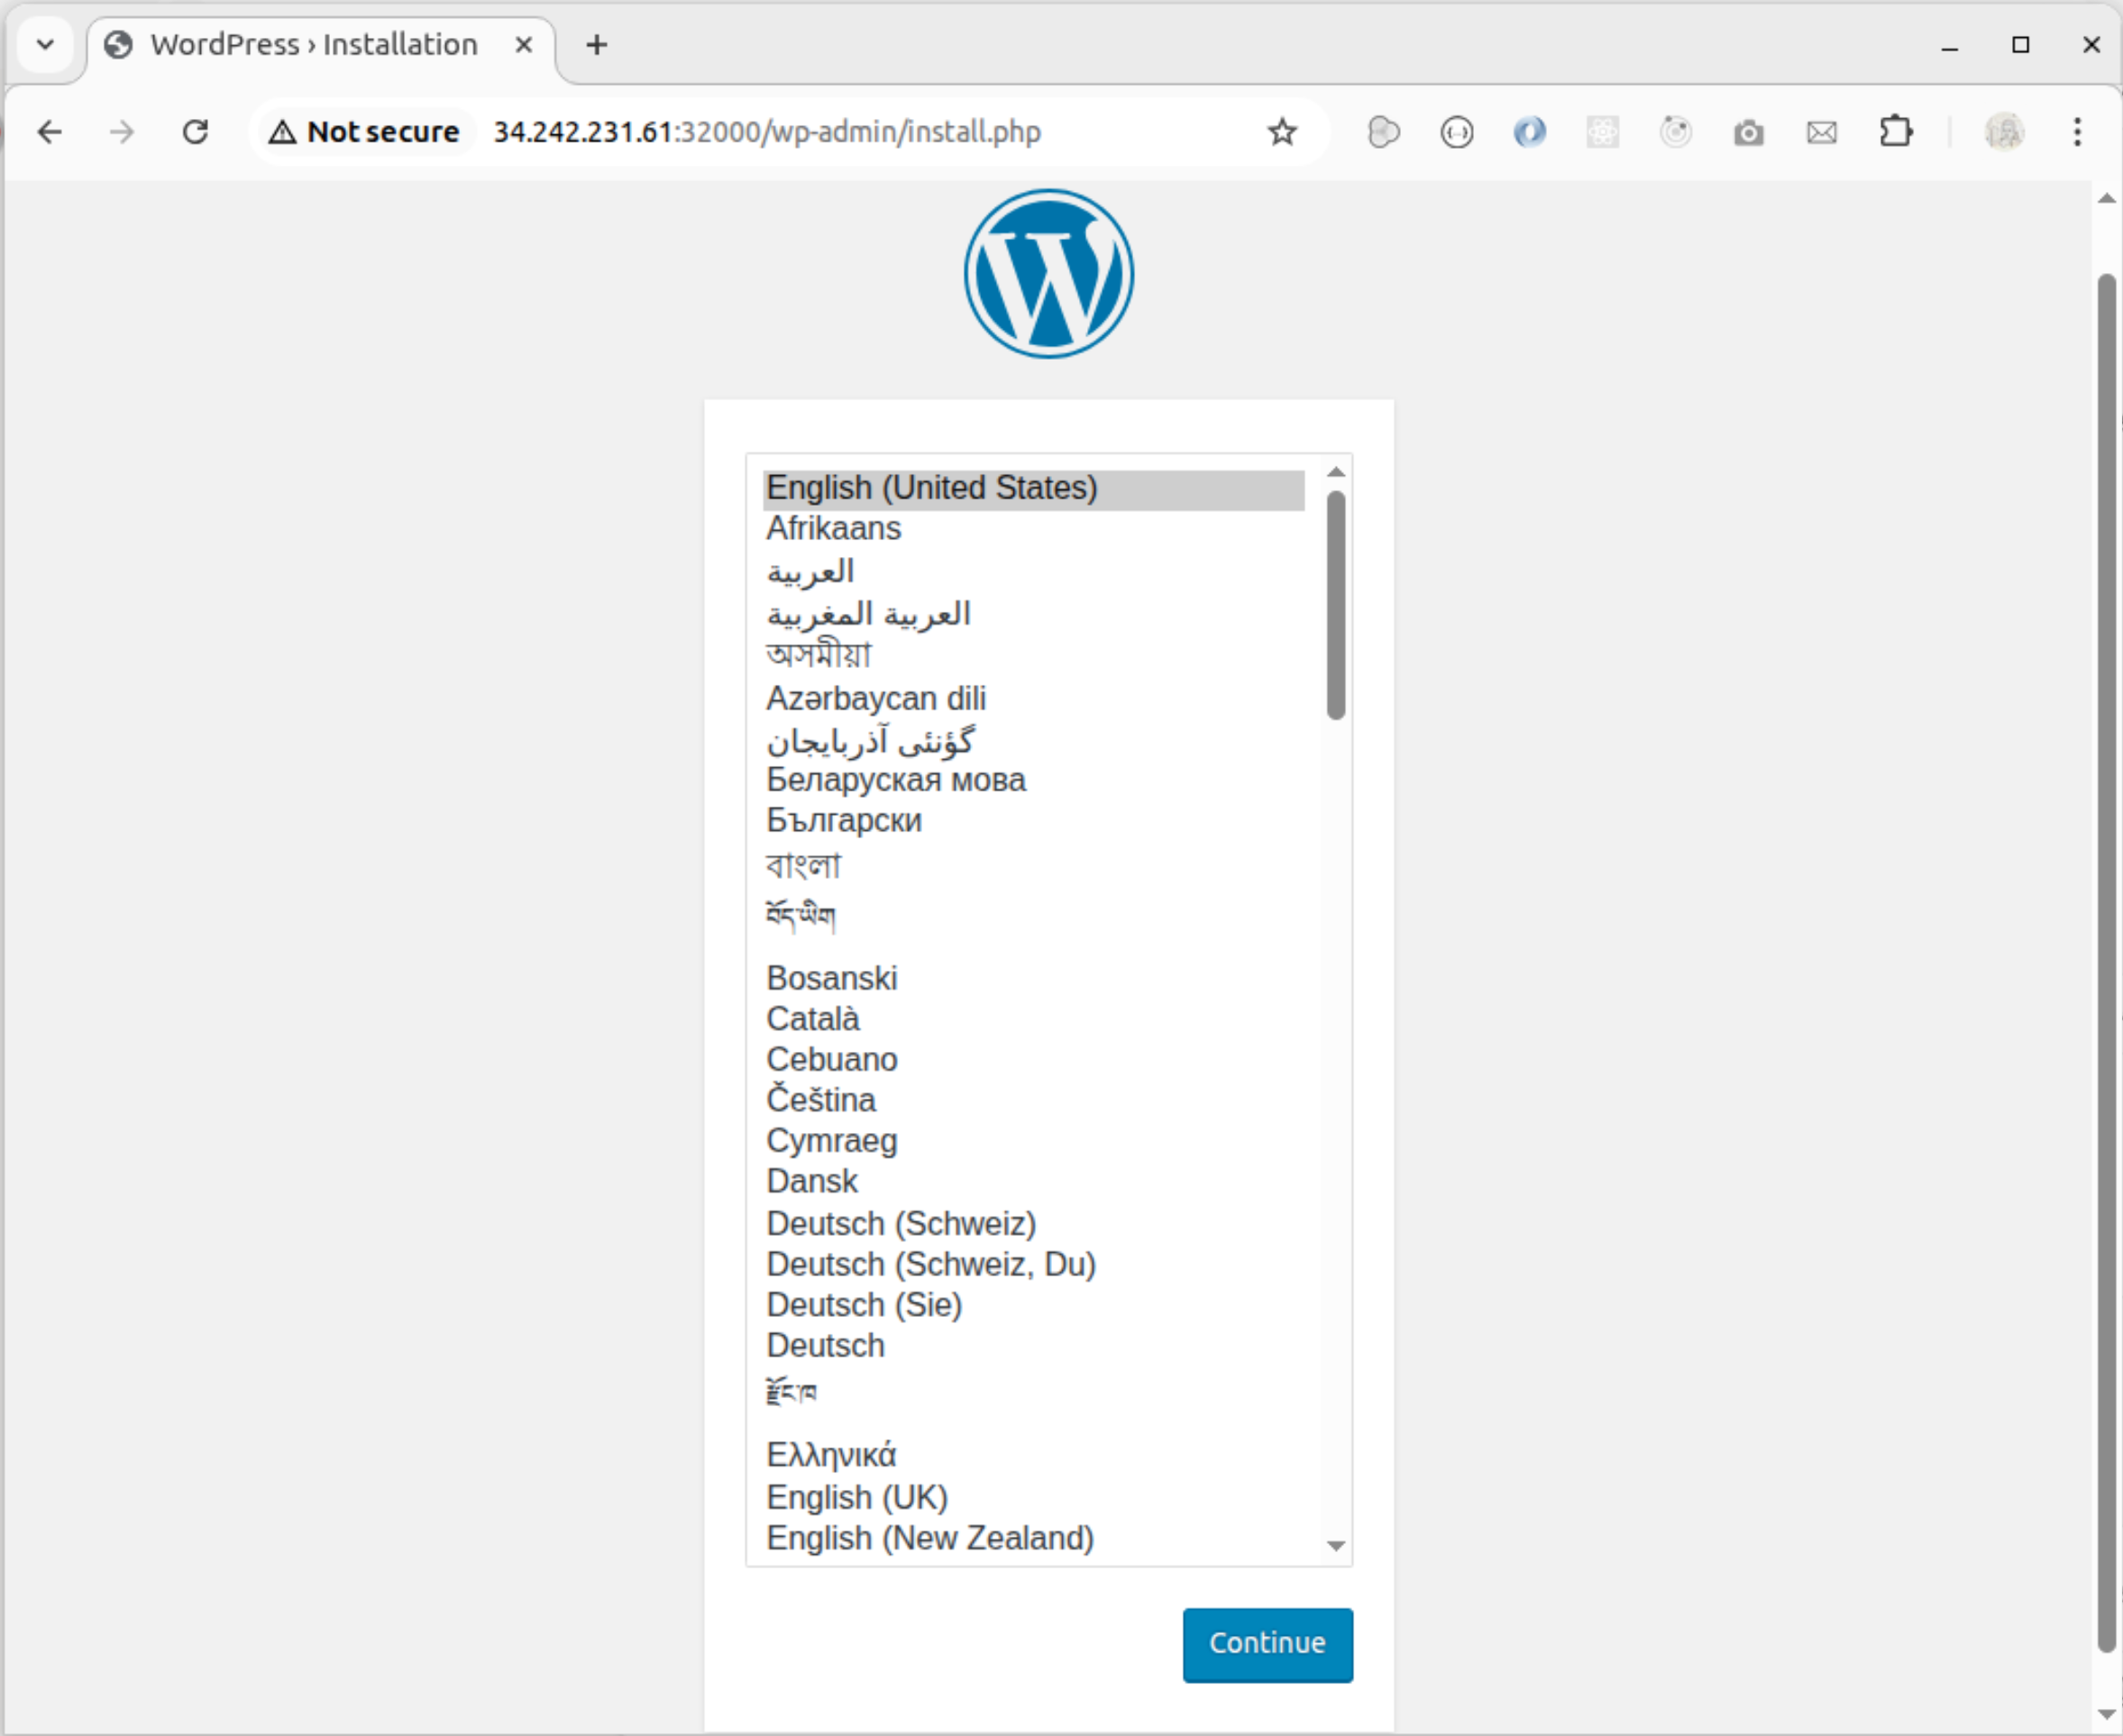 WordPress › Installation
Not secure 34.242.231.61:32000/wp-admin/install.php
English (United States)
Afrikaans
العربية
العربية المغربية
অসমীয়া
Azərbaycan dili
گؤنئی آذربایجان
Беларуская мова
Български
বাংলা
བོད་ཡིག
Bosanski
Català
Cebuano
Čeština
Cymraeg
Dansk
Deutsch (Schweiz)
Deutsch (Schweiz, Du)
Deutsch (Sie)
Deutsch
རྫོང་ཁ
Ελληνικά
English (UK)
English (New Zealand)
Continue